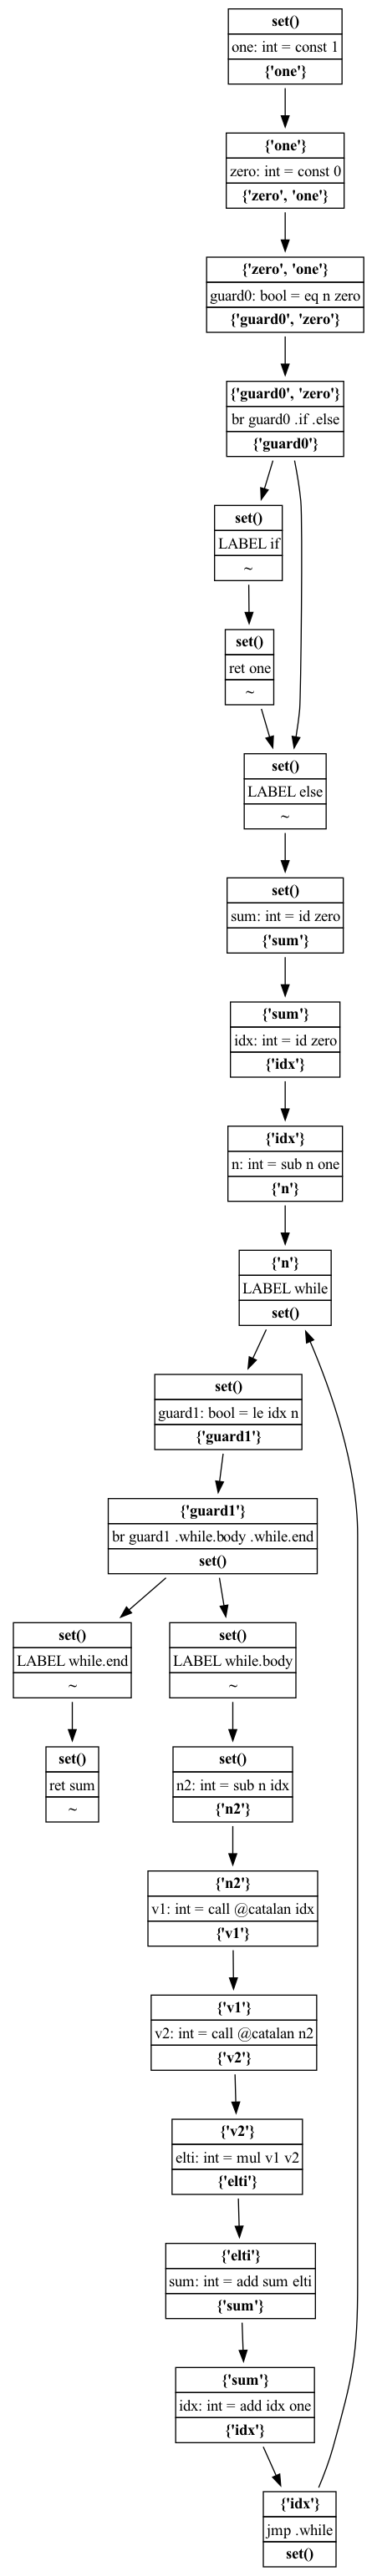 set()
one: int = const 1
{'one'}
{'one'}
zero: int = const 0
{'zero', 'one'}
{'zero', 'one'}
guard0: bool = eq n zero
{'guard0', 'zero'}
{'guard0', 'zero'}
br guard0 .if .else
{'guard0'}
set()
LABEL if
~
set()
ret one
~
set()
LABEL else
~
set()
sum: int = id zero
{'sum'}
{'sum'}
idx: int = id zero
{'idx'}
{'idx'}
n: int = sub n one
{'n'}
{'n'}
LABEL while
set()
set()
guard1: bool = le idx n
{'guard1'}
{'guard1'}
br guard1 .while.body .while.end
set()
set()
LABEL while.end
~
set()
LABEL while.body
~
set()
ret sum
~
set()
n2: int = sub n idx
{'n2'}
{'n2'}
v1: int = call @catalan idx
{'v1'}
{'v1'}
v2: int = call @catalan n2
{'v2'}
{'v2'}
elti: int = mul v1 v2
{'elti'}
{'elti'}
sum: int = add sum elti
{'sum'}
{'sum'}
idx: int = add idx one
{'idx'}
{'idx'}
jmp .while
set()